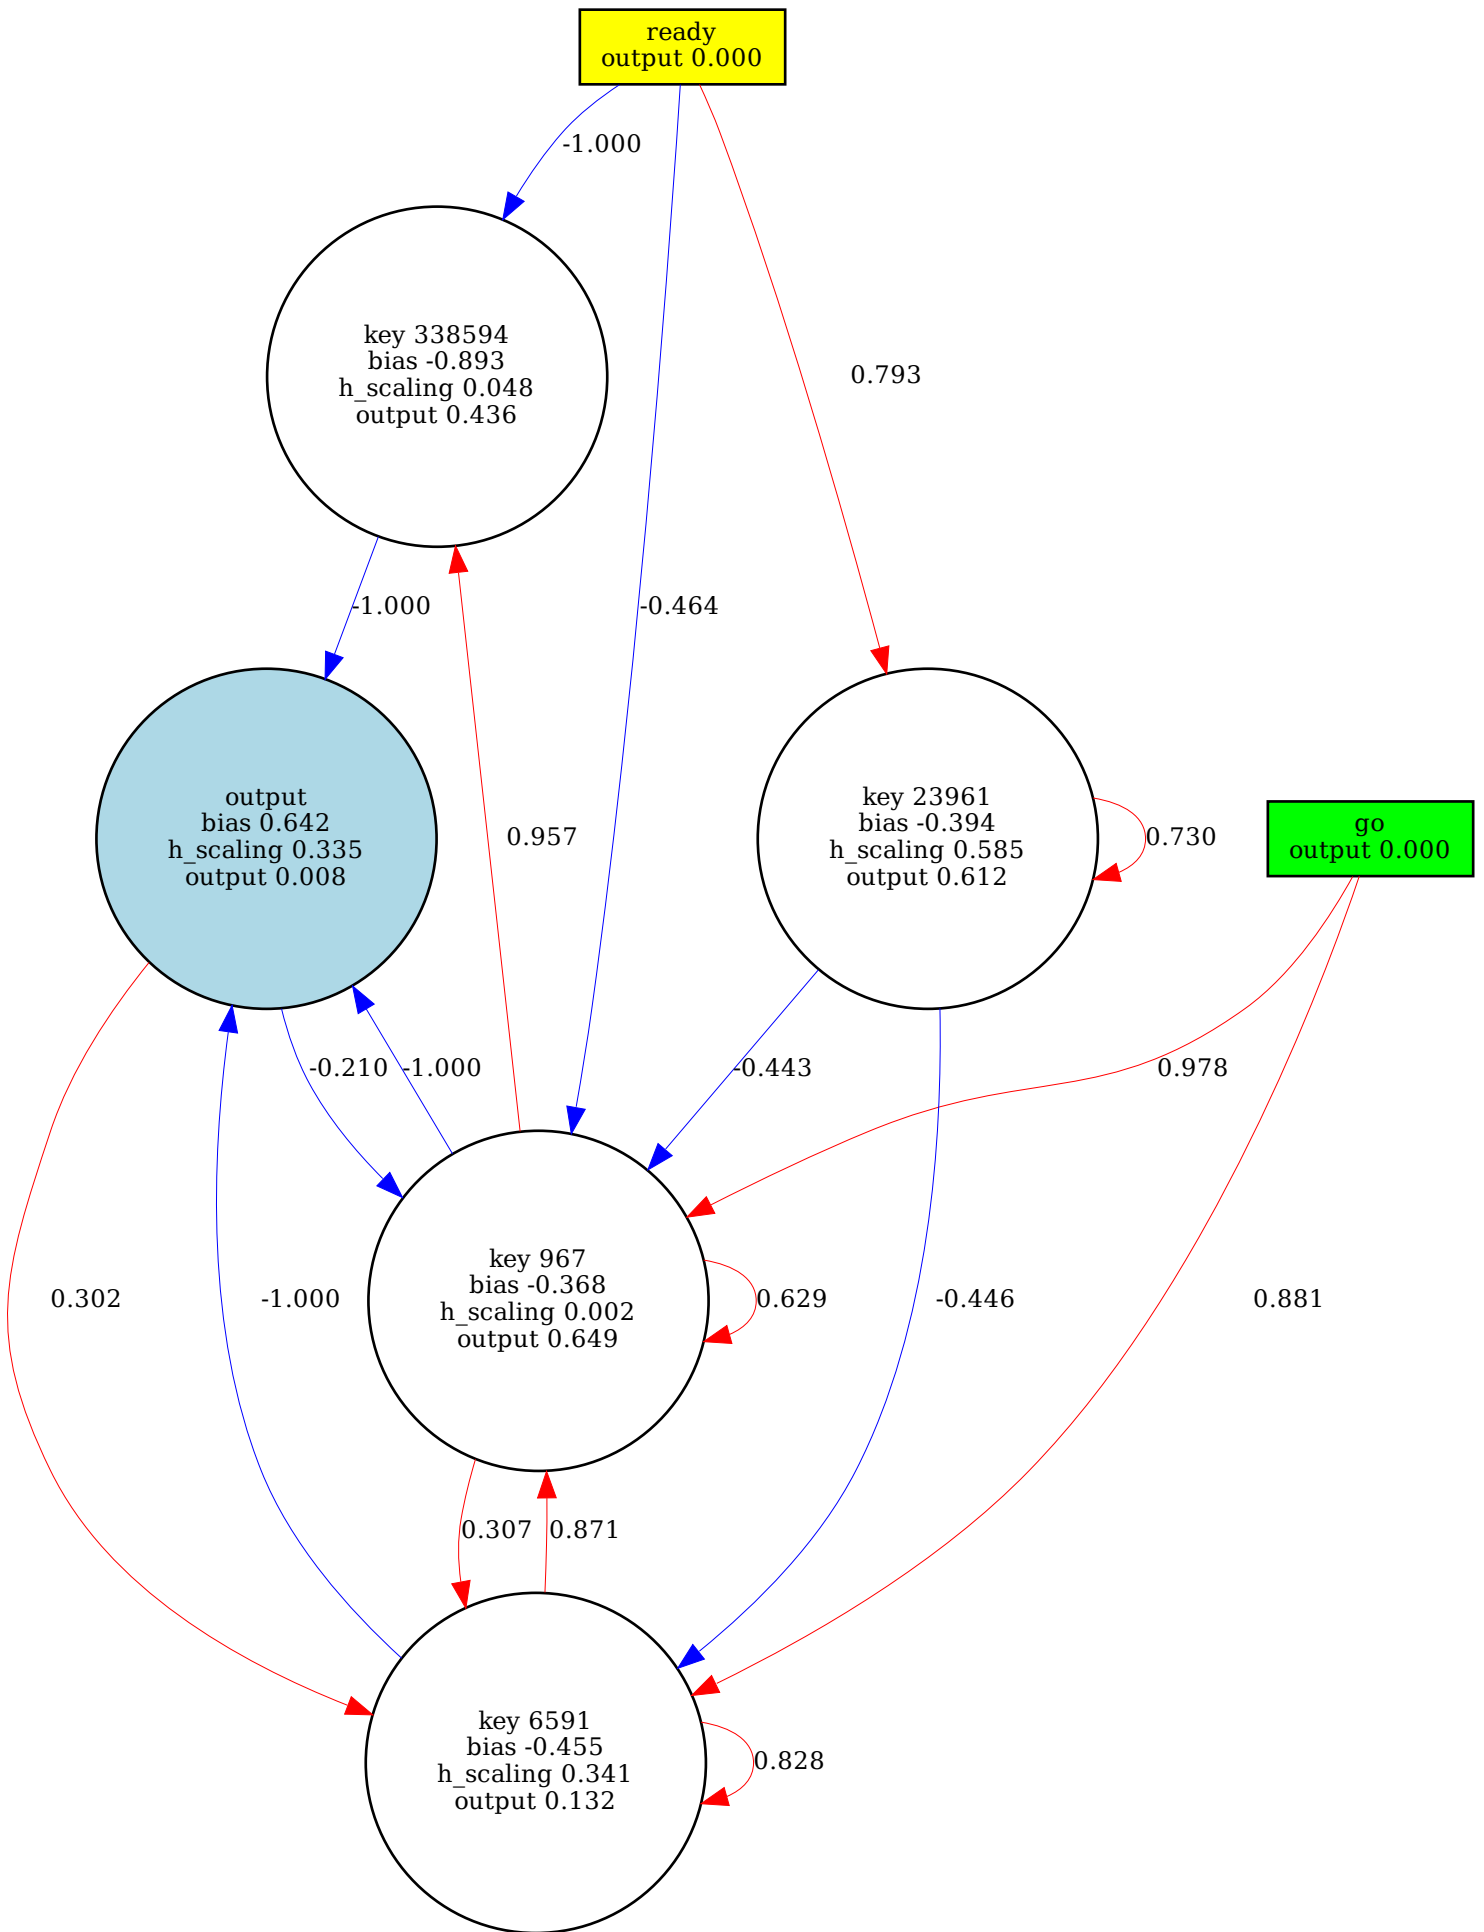 ready
output 0.000
-1.000
key 338594
bias -0.893
h_scaling 0.048
output 0.436
0.793
-1.000
-0.464
output
bias 0.642
h_scaling 0.335
output 0.008
0.957
key 23961
bias -0.394
h_scaling 0.585
output 0.612
0.730
go
output 0.000
-0.210
-1.000
-0.443
0.978
0.302
-1.000
key 967
bias -0.368
h_scaling 0.002
output 0.649
0.629
-0.446
0.881
0.307
0.871
key 6591
bias -0.455
h_scaling 0.341
output 0.132
0.828